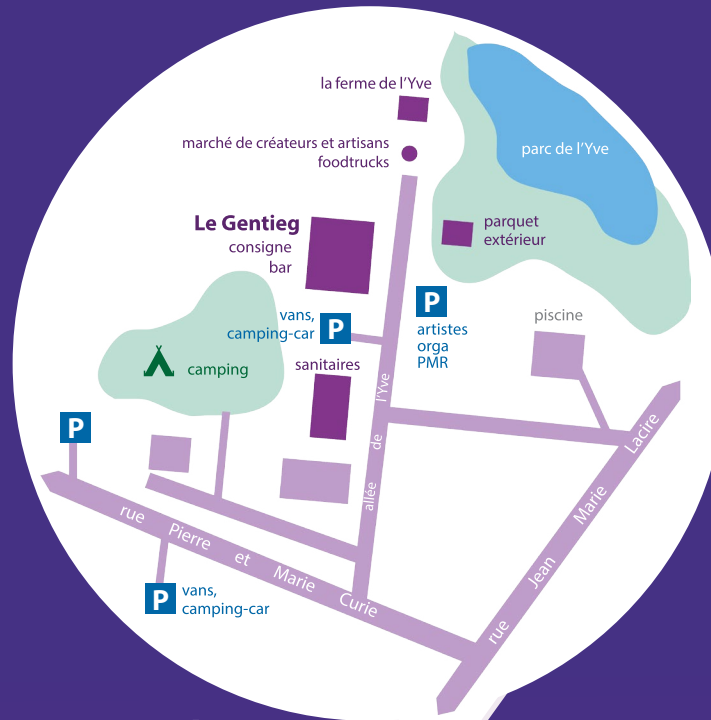 la ferme de l'Yve
marché de créateurs et artisans
foodtrucks
parc de l'Yve
Le Gentieg
consigne
bar
parquet
extérieur
P
artistes
orga
PMR
vans,
camping-car
P
piscine
sanitaires
camping
allée de l'Yve
P
rue Jean Marie Lacire
rue Pierre et Marie Curie
P
vans,
camping-car